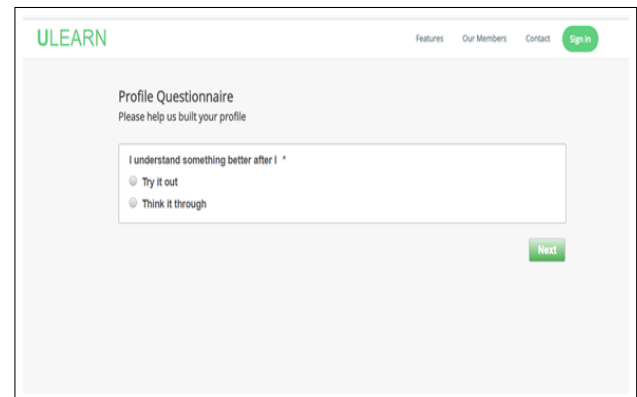 ULEARN
Features Our Members Contact Sign in
Profile Questionnaire
Please help us built your profile
I understand something better after I *
Try it out
Think it through
Next